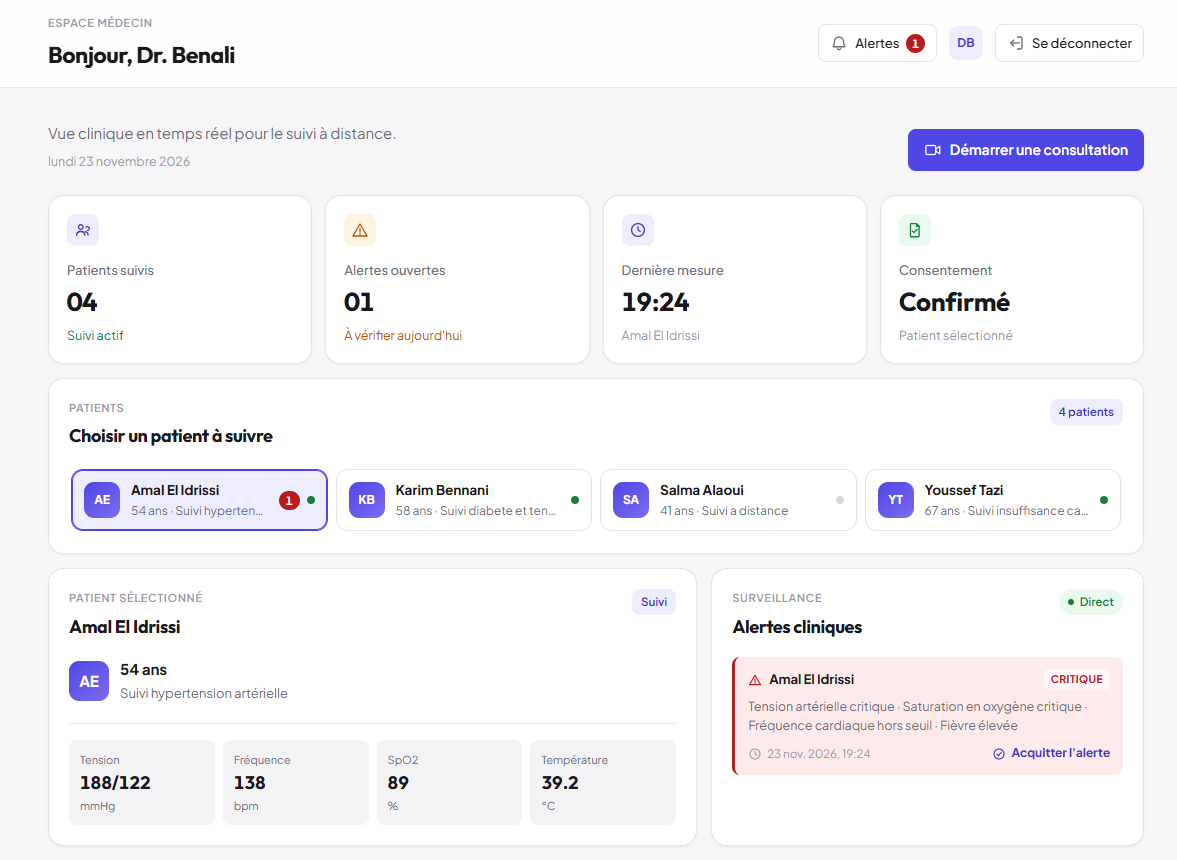 ESPACE MÉDECIN
Bonjour, Dr. Benali
Alertes 1
DB
Se déconnecter
Vue clinique en temps réel pour le suivi à distance.
lundi 23 novembre 2026
Démarrer une consultation
Patients suivis
04
Suivi actif
Alertes ouvertes
01
À vérifier aujourd'hui
Dernière mesure
19:24
Amal El Idrissi
Consentement
Confirmé
Patient sélectionné
PATIENTS
Choisir un patient à suivre
4 patients
AE
Amal El Idrissi
54 ans · Suivi hyperten...
1
KB
Karim Bennani
58 ans · Suivi diabete et ten...
SA
Salma Alaoui
41 ans · Suivi a distance
YT
Youssef Tazi
67 ans · Suivi insuffisance ca...
PATIENT SÉLECTIONNÉ
Amal El Idrissi
Suivi
AE
54 ans
Suivi hypertension artérielle
Tension
188/122
mmHg
Fréquence
138
bpm
SpO2
89
%
Température
39.2
°C
SURVEILLANCE
Alertes cliniques
Direct
Amal El Idrissi
CRITIQUE
Tension artérielle critique · Saturation en oxygène critique ·
Fréquence cardiaque hors seuil · Fièvre élevée
23 nov. 2026, 19:24
Acquitter l'alerte